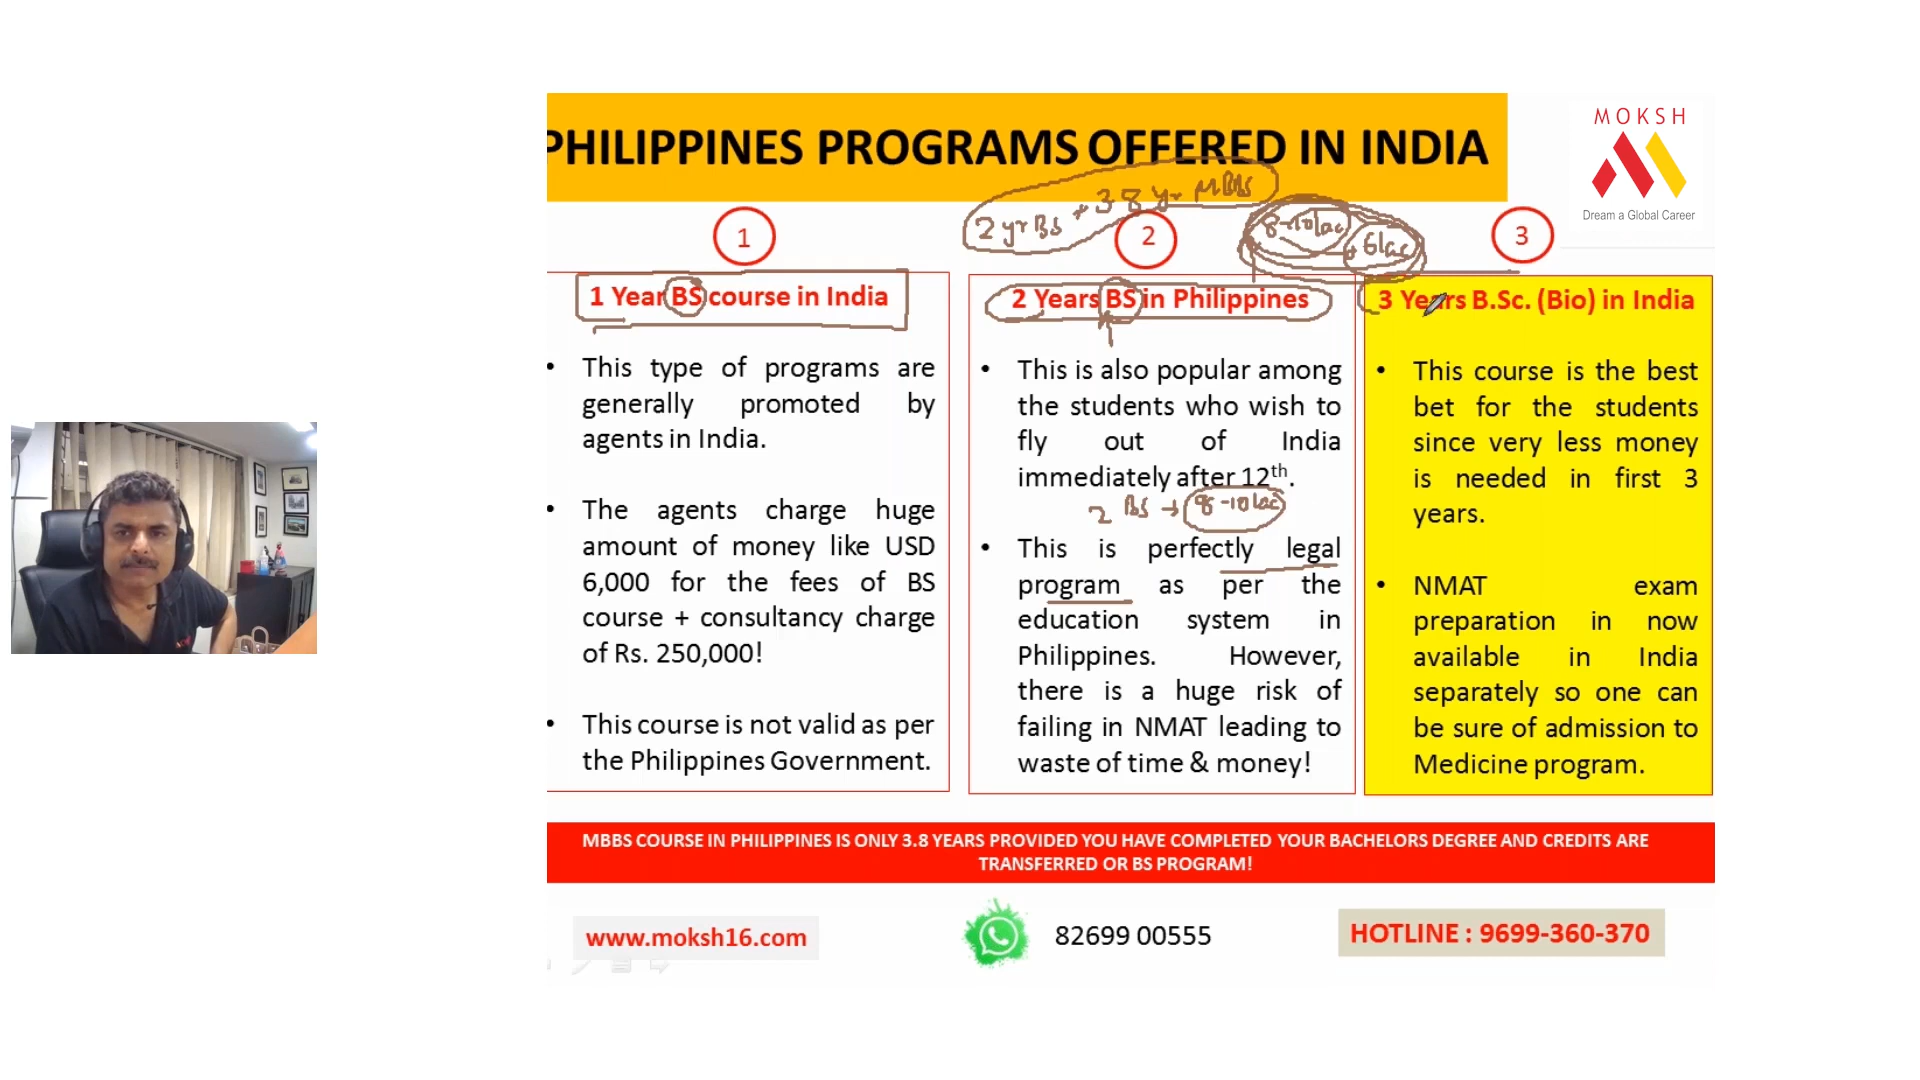 PHILIPPINES PROGRAMS OFFERED IN INDIA
MOKSH
Dream a Global Career
2 yr BS + 3.8 yr MBBS
8-10 lac + 6 lac
1
1 Year BS course in India
• This type of programs are
generally promoted by
agents in India.
• The agents charge huge
amount of money like USD
6,000 for the fees of BS
course + consultancy charge
of Rs. 250,000!
• This course is not valid as per
the Philippines Government.
2
2 Years BS in Philippines
• This is also popular among
the students who wish to
fly out of India
immediately after 12th.
2 BS → 8-10 lac
• This is perfectly legal
program as per the
education system in
Philippines. However,
there is a huge risk of
failing in NMAT leading to
waste of time & money!
3
3 Years B.Sc. (Bio) in India
• This course is the best
bet for the students
since very less money
is needed in first 3
years.
• NMAT exam
preparation in now
available in India
separately so one can
be sure of admission to
Medicine program.
MBBS COURSE IN PHILIPPINES IS ONLY 3.8 YEARS PROVIDED YOU HAVE COMPLETED YOUR BACHELORS DEGREE AND CREDITS ARE
TRANSFERRED OR BS PROGRAM!
www.moksh16.com
82699 00555
HOTLINE : 9699-360-370